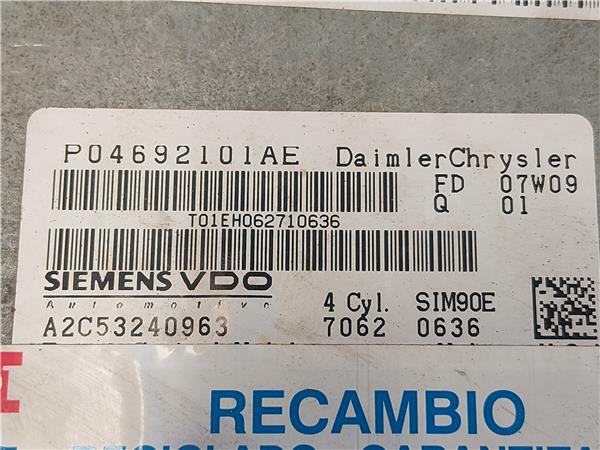 P04692101AE DaimlerChrysler
FD 07W09
Q 01
T01EH062710636
SIEMENS VDO
Automotive
4 Cyl. SIM90E
A2C53240963 7062 0636
RECAMBIO